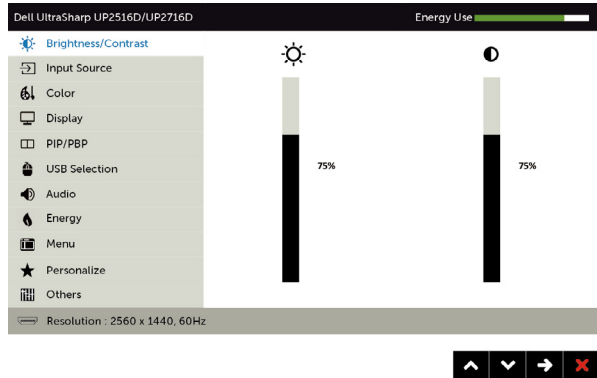 Dell UltraSharp UP2516D/UP2716D
Energy Use
Brightness/Contrast
Input Source
Color
Display
PIP/PBP
USB Selection
Audio
Energy
Menu
Personalize
Others
75%
75%
Resolution : 2560 x 1440, 60Hz